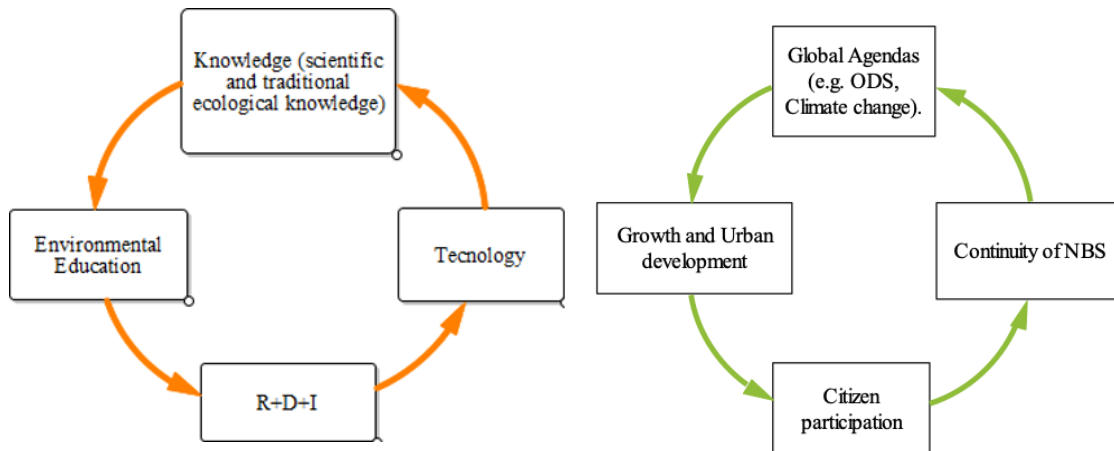 Knowledge (scientific
and traditional
ecological knowledge)
Environmental
Education
Tecnology
R+D+I
Global Agendas
(e.g. ODS,
Climate change).
Growth and Urban
development
Continuity of NBS
Citizen
participation